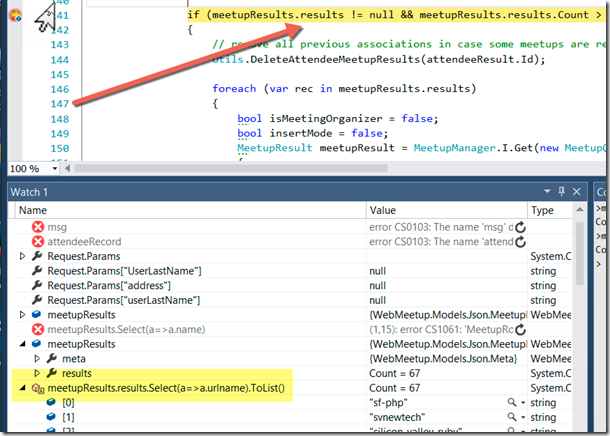 140
141 if (meetupResults.results != null && meetupResults.results.Count >
142 {
143 // remove all previous associations in case some meetups are re
144 Utils.DeleteAttendeeMeetupResults(attendeeResult.Id);
145
146 foreach (var rec in meetupResults.results)
147 {
148 bool isMeetingOrganizer = false;
149 bool insertMode = false;
150 MeetupResult meetupResult = MeetupManager.I.Get(new MeetupC
151 {
100 %
Watch 1
Name Value Type
msg error CS0103: The name 'msg' d
attendeeRecord error CS0103: The name 'attend
Request.Params System.C
Request.Params["UserLastName"] null string
Request.Params["address"] null string
Request.Params["userLastName"] null string
meetupResults {WebMeetup.Models.Json.Meetup WebMee
meetupResults.Select(a=>a.name) (1,15): error CS1061: 'MeetupRo
meetupResults {WebMeetup.Models.Json.Meetup WebMee
meta {WebMeetup.Models.Json.Meta} WebMee
results Count = 67 System.C
meetupResults.results.Select(a=>a.urlname).ToList() Count = 67 System.C
[0] "sf-php" string
[1] "svnewtech" string
[2] "silicon-valley-ruby" string
Co
>m
Co
>m
Co
>